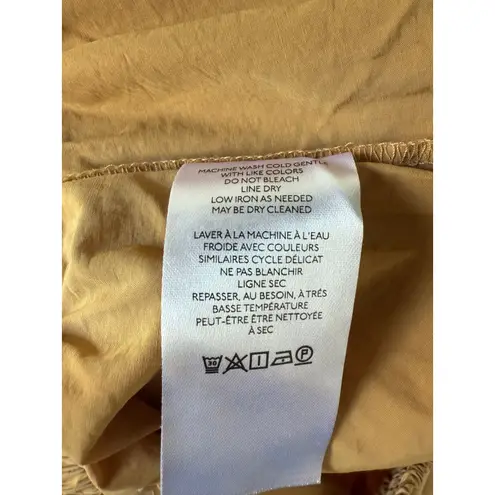 MACHINE WASH COLD GENTLE
WITH LIKE COLORS
DO NOT BLEACH
LINE DRY
LOW IRON AS NEEDED
MAY BE DRY CLEANED
LAVER À LA MACHINE À L'EAU
FROIDE AVEC COULEURS
SIMILAIRES CYCLE DÉLICAT
NE PAS BLANCHIR
LIGNE SEC
REPASSER, AU BESOIN, À TRÉS
BASSE TEMPÉRATURE
PEUT-ÊTRE ÊTRE NETTOYÉE
À SEC
30 P